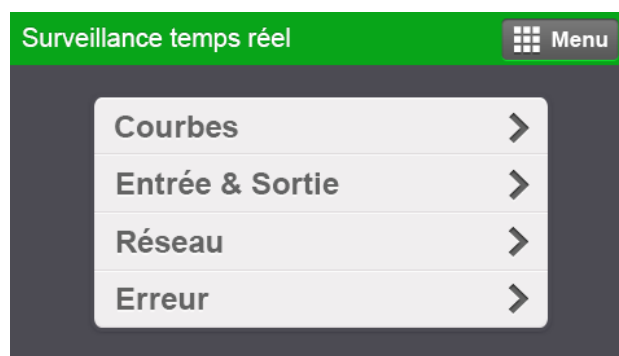 Surveillance temps réel
Menu
Courbes
Entrée & Sortie
Réseau
Erreur